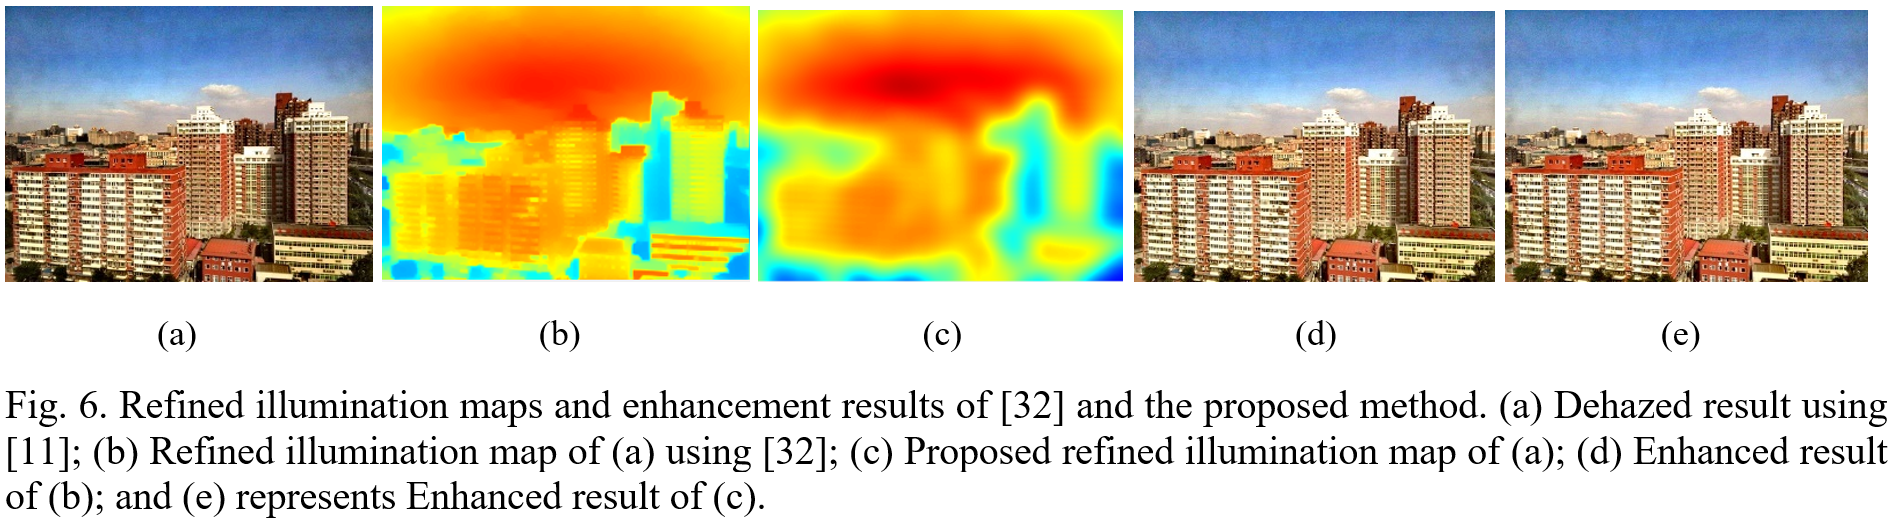 (a) (b) (c) (d) (e)
Fig. 6. Refined illumination maps and enhancement results of [32] and the proposed method. (a) Dehazed result using
[11]; (b) Refined illumination map of (a) using [32]; (c) Proposed refined illumination map of (a); (d) Enhanced result
of (b); and (e) represents Enhanced result of (c).